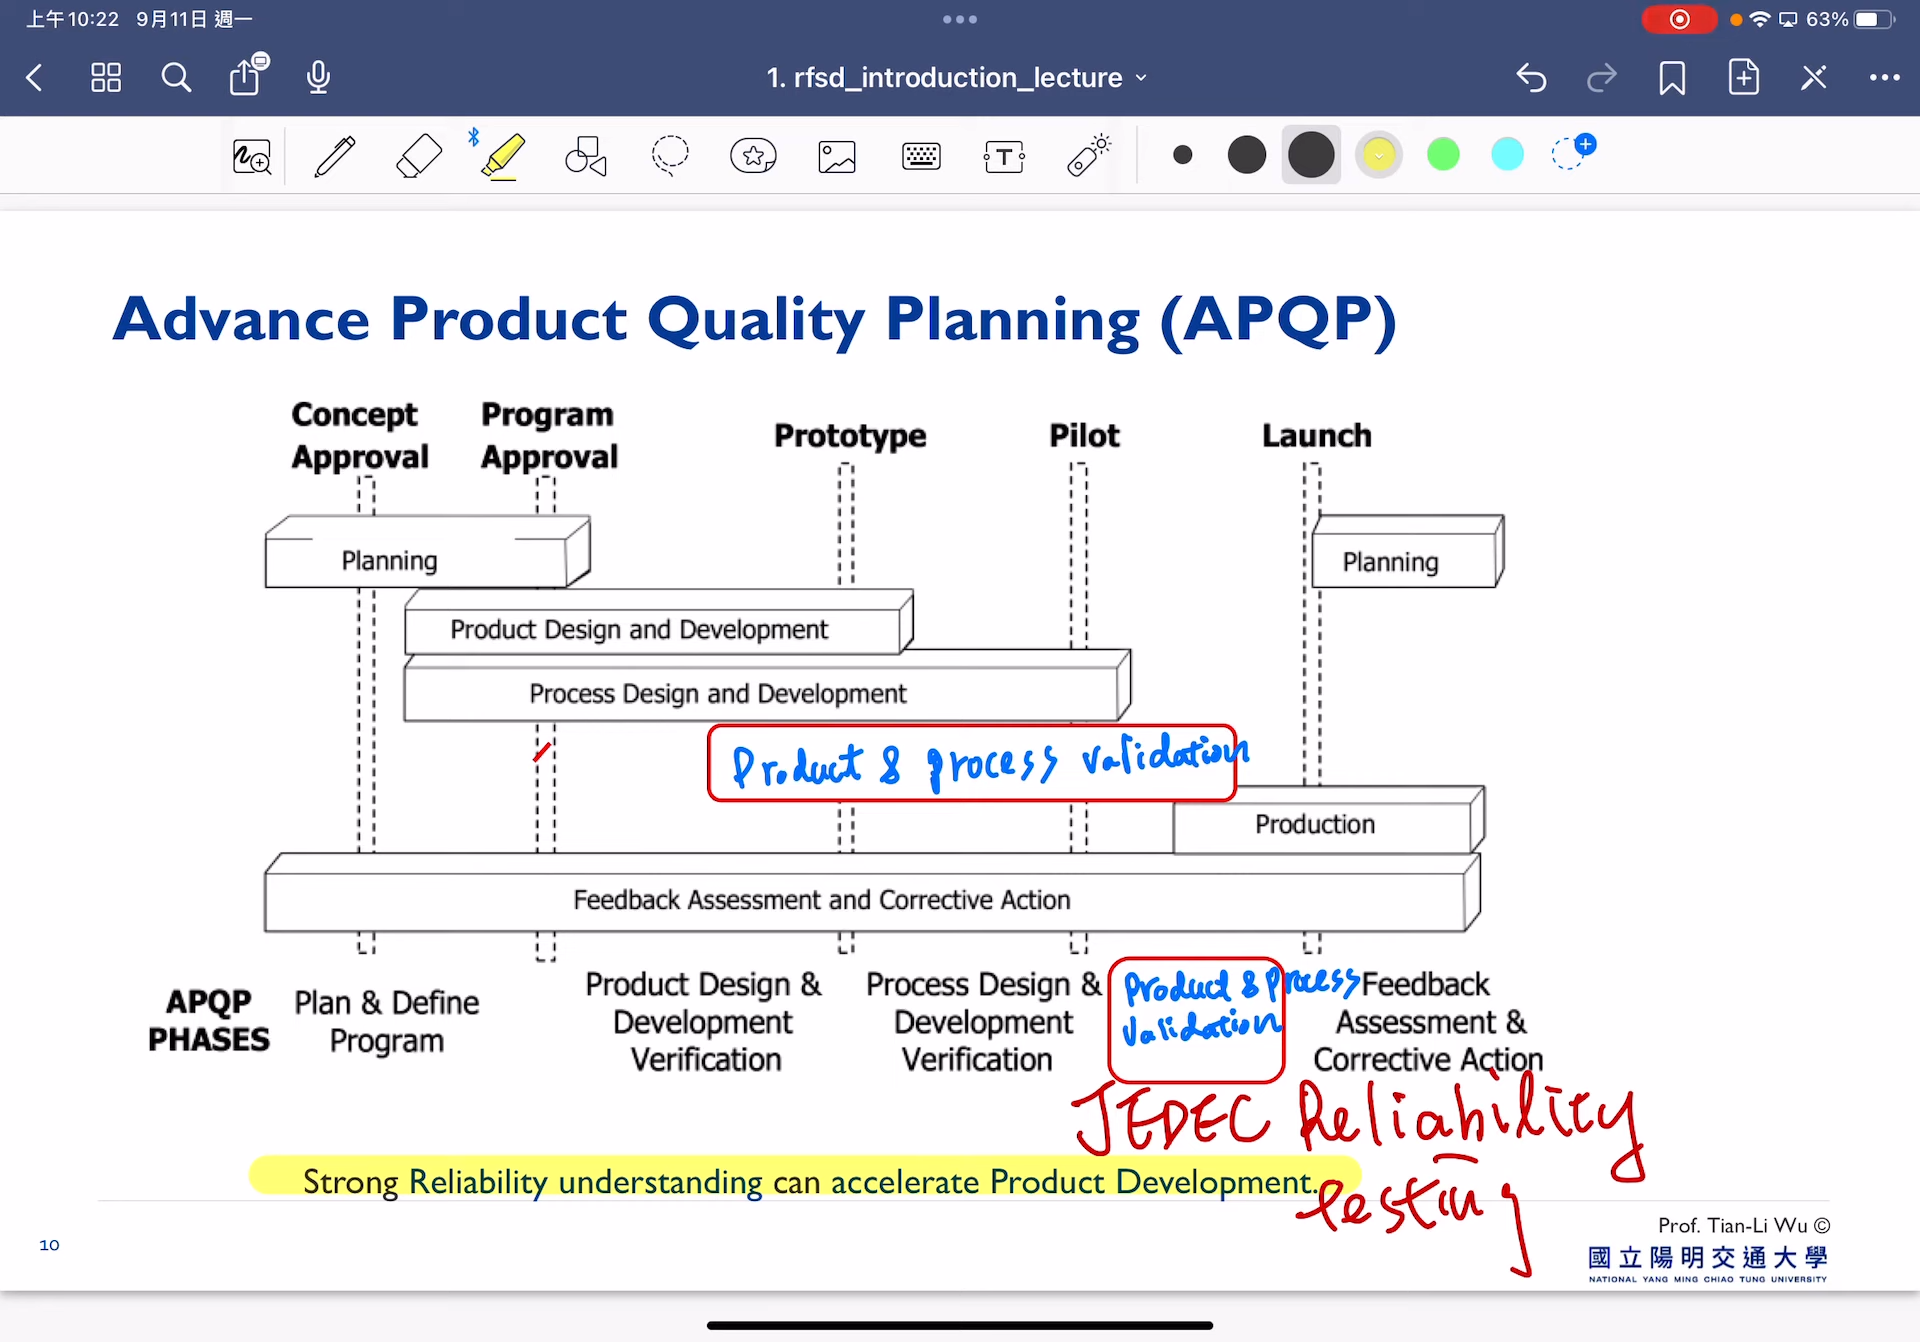 上午10:22 9月11日 週一
63%
1. rfsd_introduction_lecture
Advance Product Quality Planning (APQP)
Concept
Approval
Program
Approval
Prototype
Pilot
Launch
Planning
Planning
Product Design and Development
Process Design and Development
Product & process validation
Production
Feedback Assessment and Corrective Action
APQP
PHASES
Plan & Define
Program
Product Design &
Development
Verification
Process Design &
Development
Verification
Product & Process
Validation
Feedback
Assessment &
Corrective Action
JEDEC Reliability
testing
Strong Reliability understanding can accelerate Product Development.
10
Prof. Tian-Li Wu ©
國立陽明交通大學
NATIONAL YANG MING CHIAO TUNG UNIVERSITY